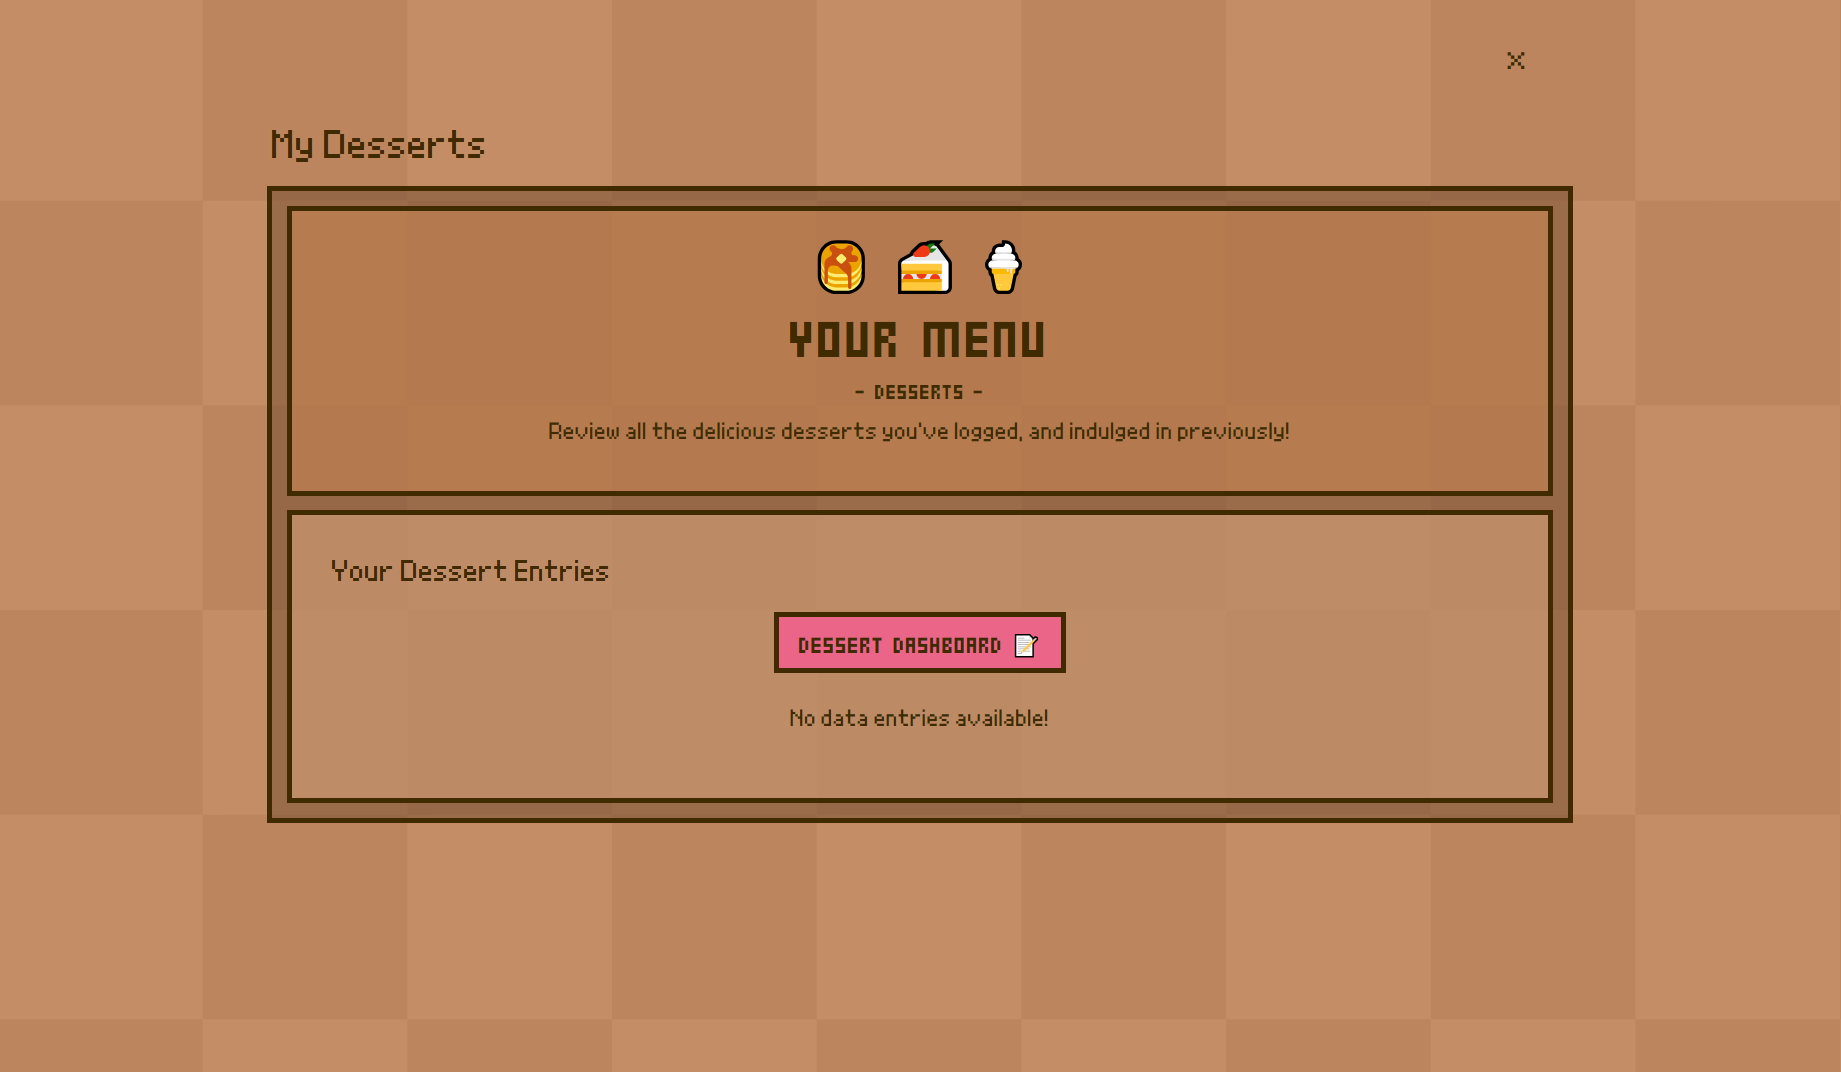 My Desserts
YOUR MENU
- DESSERTS -
Review all the delicious desserts you've logged, and indulged in previously!
Your Dessert Entries
DESSERT DASHBOARD 📝
No data entries available!